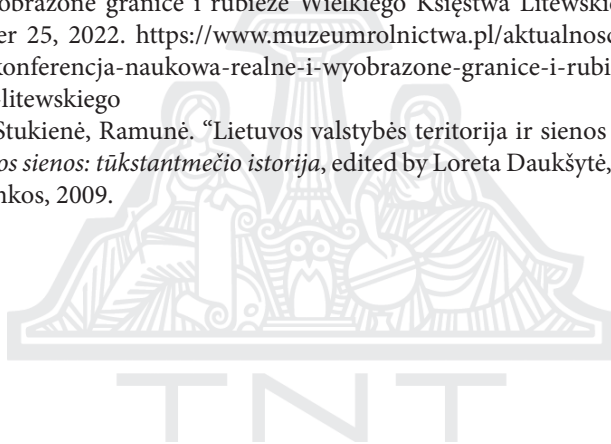 obrazone granice i rubieże Wielkiego Księstwa Litewskie
er 25, 2022. https://www.muzeumrolnictwa.pl/aktualnosc
konferencja-naukowa-realne-i-wyobrazone-granice-i-rubi
-litewskiego
Stukienė, Ramunė. “Lietuvos valstybės teritorija ir sienos
os sienos: tūkstantmečio istorija, edited by Loreta Daukšytė,
nkos, 2009.
TNT